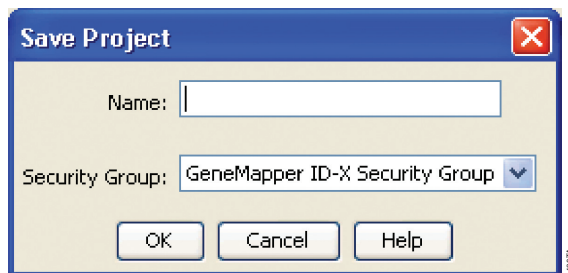 Save Project
Name:
Security Group: GeneMapper ID-X Security Group
OK Cancel Help